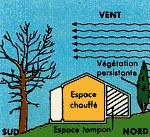 VENT
Végétation
persistante
Espace
chauffé
SUD
NORD
Espace tampon